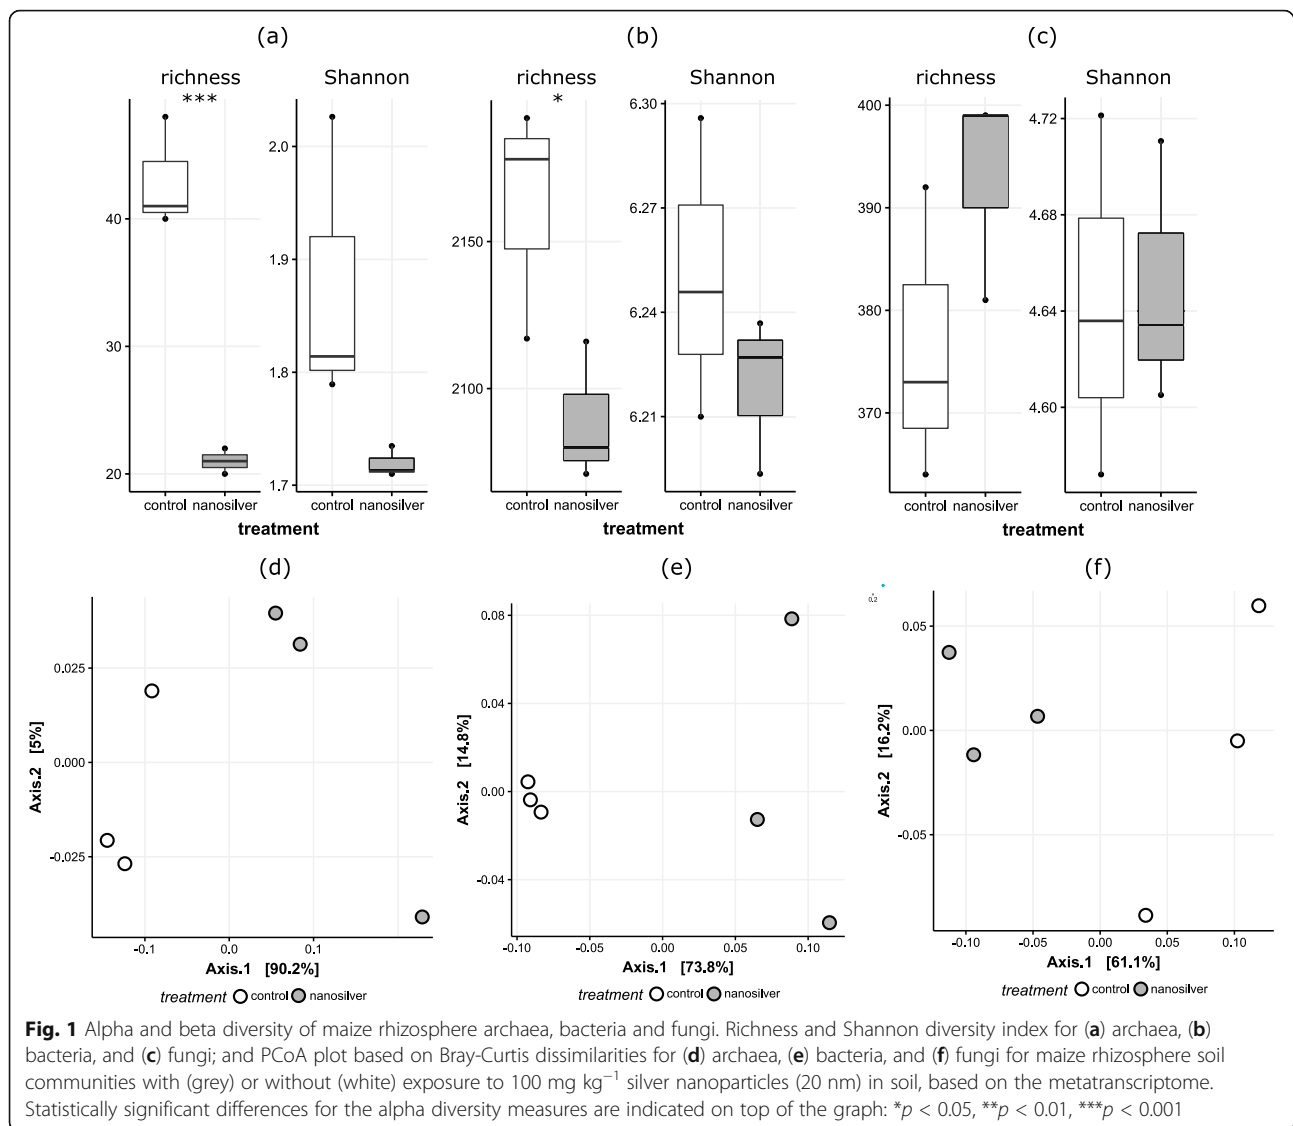 (a) (b) (c)
richness Shannon richness Shannon richness Shannon
*** *
40
30
20
2.0
1.9
1.8
1.7
2150
2100
6.30
6.27
6.24
6.21
400
390
380
370
4.72
4.68
4.64
4.60
control nanosilver control nanosilver control nanosilver control nanosilver control nanosilver control nanosilver
treatment treatment treatment
(d) (e) (f)
Axis.2 [5%]
0.025
0.000
-0.025
-0.1 0.0 0.1
Axis.1 [90.2%]
treatment control nanosilver
Axis.2 [14.8%]
0.08
0.04
0.00
-0.04
-0.10 -0.05 0.00 0.05 0.10
Axis.1 [73.8%]
treatment control nanosilver
0.2
Axis.2 [16.2%]
0.05
0.00
-0.05
-0.10 -0.05 0.00 0.05 0.10
Axis.1 [61.1%]
treatment control nanosilver
Fig. 1 Alpha and beta diversity of maize rhizosphere archaea, bacteria and fungi. Richness and Shannon diversity index for (a) archaea, (b)
bacteria, and (c) fungi; and PCoA plot based on Bray-Curtis dissimilarities for (d) archaea, (e) bacteria, and (f) fungi for maize rhizosphere soil
communities with (grey) or without (white) exposure to 100 mg kg⁻¹ silver nanoparticles (20 nm) in soil, based on the metatranscriptome.
Statistically significant differences for the alpha diversity measures are indicated on top of the graph: *p < 0.05, **p < 0.01, ***p < 0.001